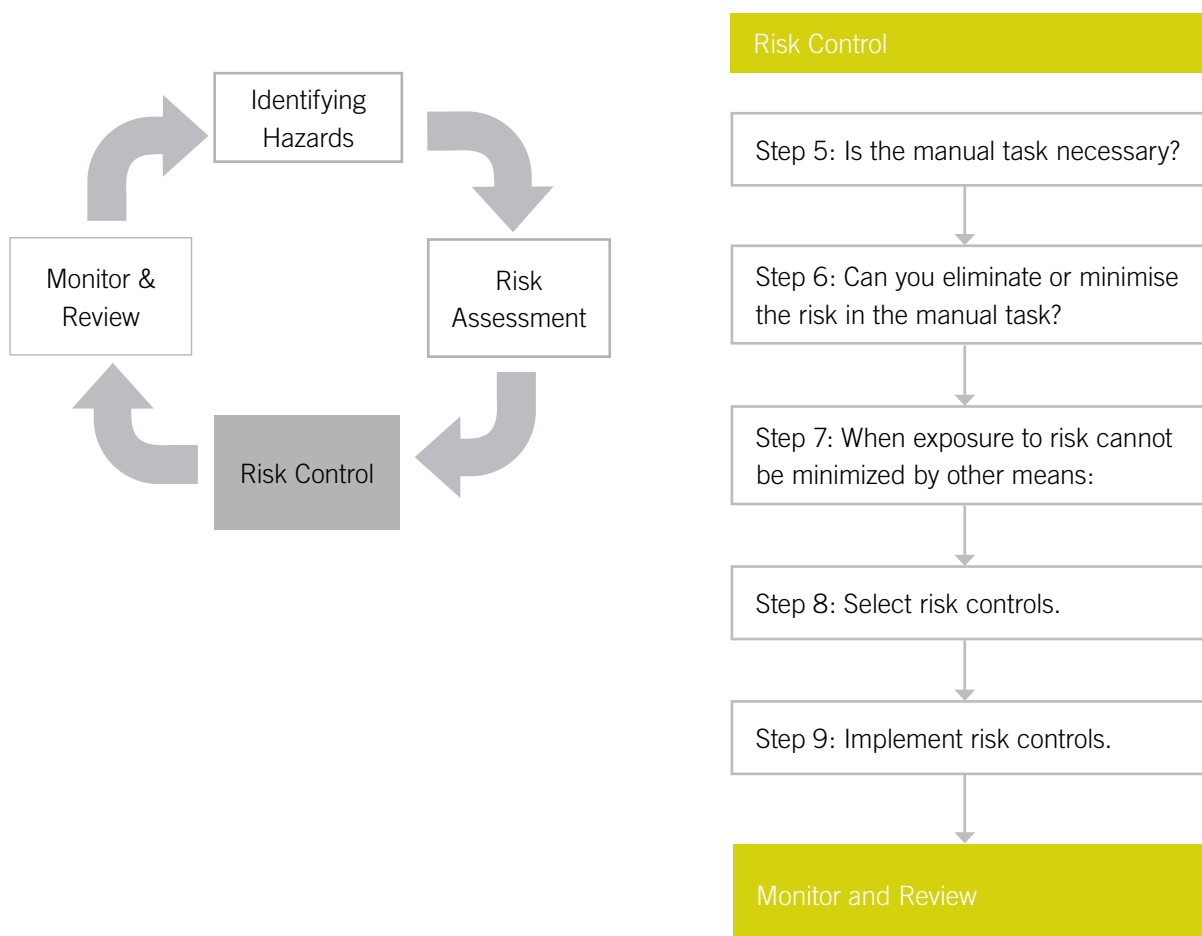 Identifying
Hazards
Risk
Assessment
Risk Control
Monitor &
Review
Risk Control
Step 5: Is the manual task necessary?
Step 6: Can you eliminate or minimise
the risk in the manual task?
Step 7: When exposure to risk cannot
be minimized by other means:
Step 8: Select risk controls.
Step 9: Implement risk controls.
Monitor and Review